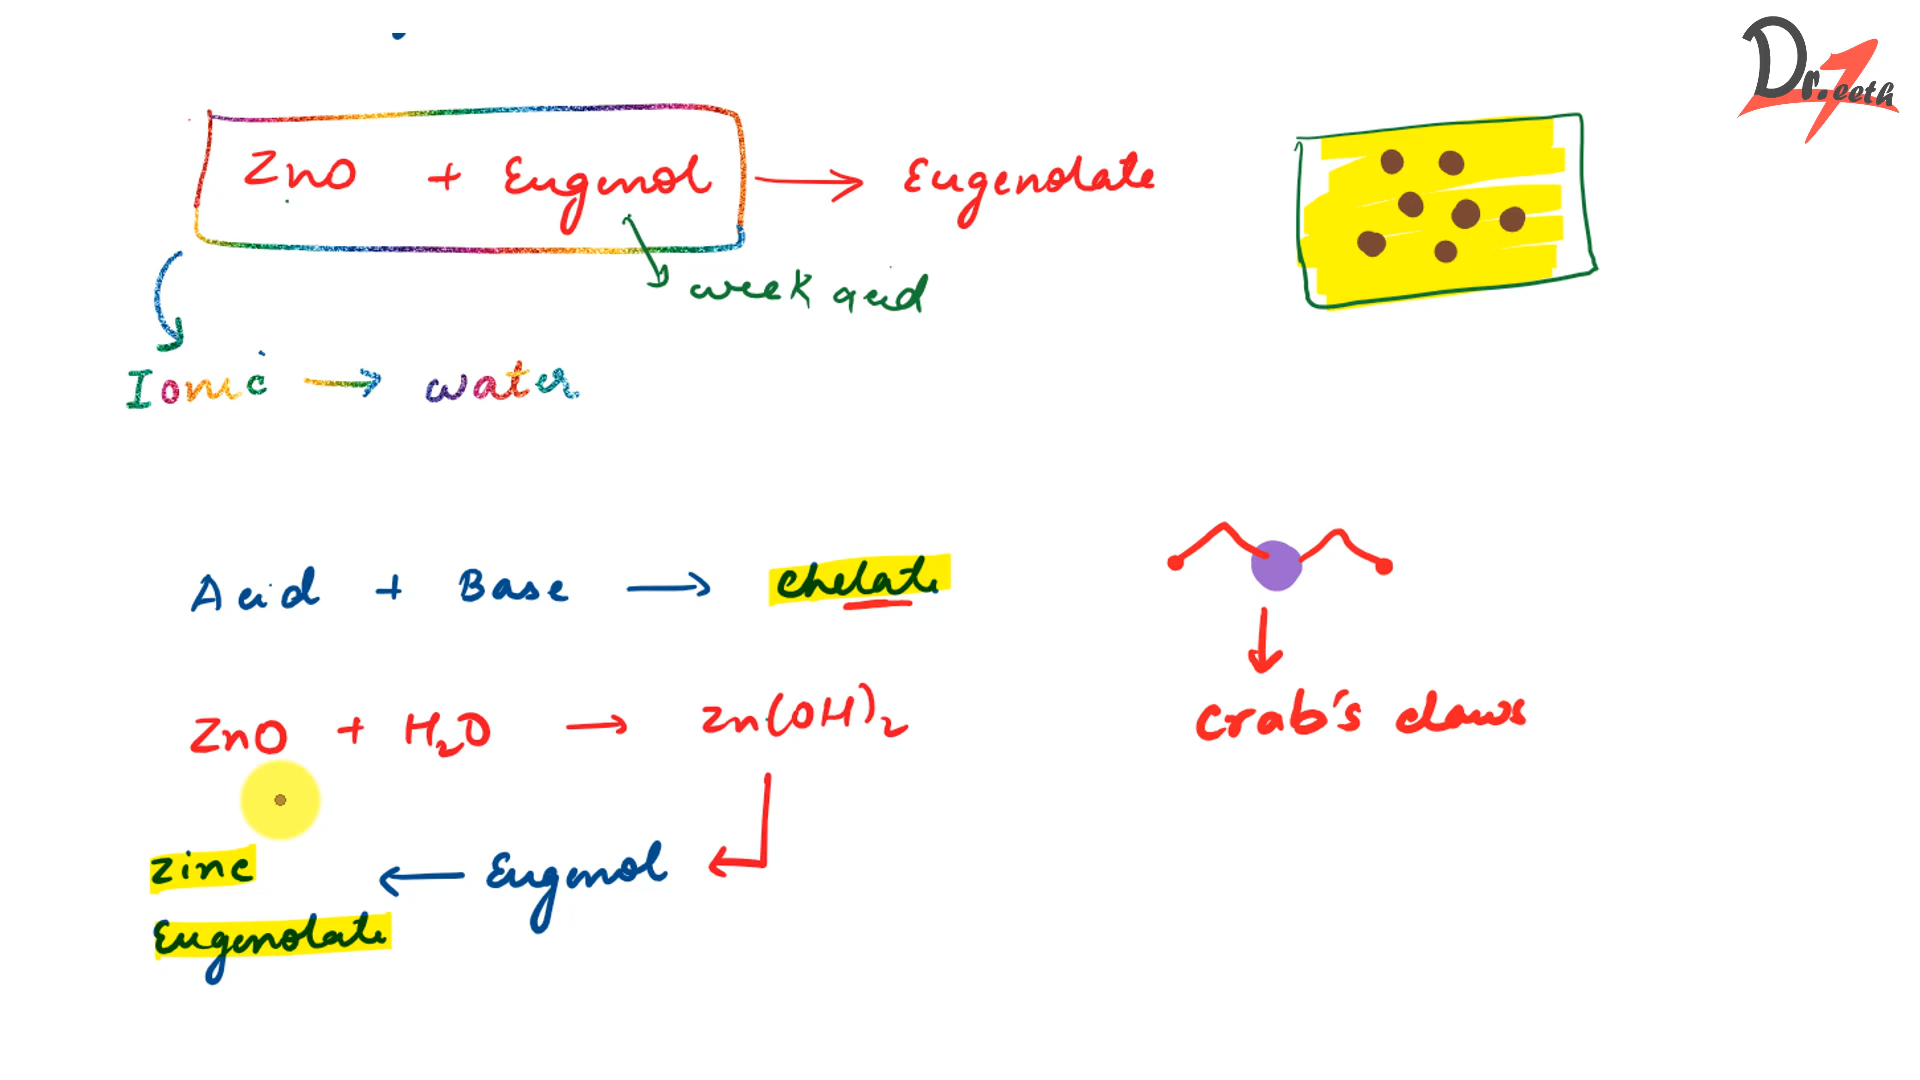 Dr. Teeth
ZnO + Eugenol → Eugenolate
week acid
Ionic → water
Acid + Base → chelate
ZnO + H₂O → Zn(OH)₂
crab's claws
zinc ← Eugenol
Eugenolate